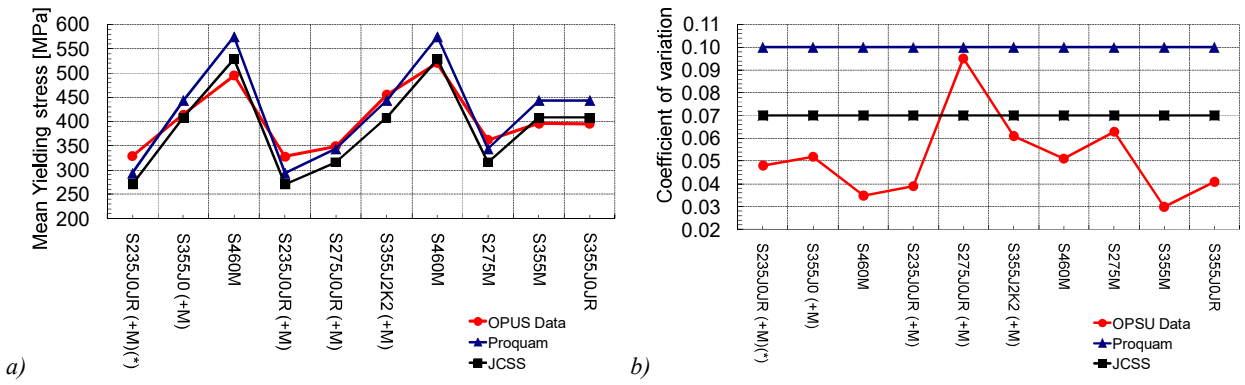 Mean Yielding stress [MPa]
600
550
500
450
400
350
300
250
200
S235J0JR (+M)(*)
S355J0 (+M)
S460M
S235J0JR (+M)
S275J0JR (+M)
S355J2K2 (+M)
S460M
S275M
S355M
S355J0JR
OPUS Data
Proquam
JCSS
a)
Coefficient of variation
0.11
0.10
0.09
0.08
0.07
0.06
0.05
0.04
0.03
0.02
S235J0JR (+M)(*)
S355J0 (+M)
S460M
S235J0JR (+M)
S275J0JR (+M)
S355J2K2 (+M)
S460M
S275M
S355M
S355J0JR
OPSU Data
Proquam
JCSS
b)